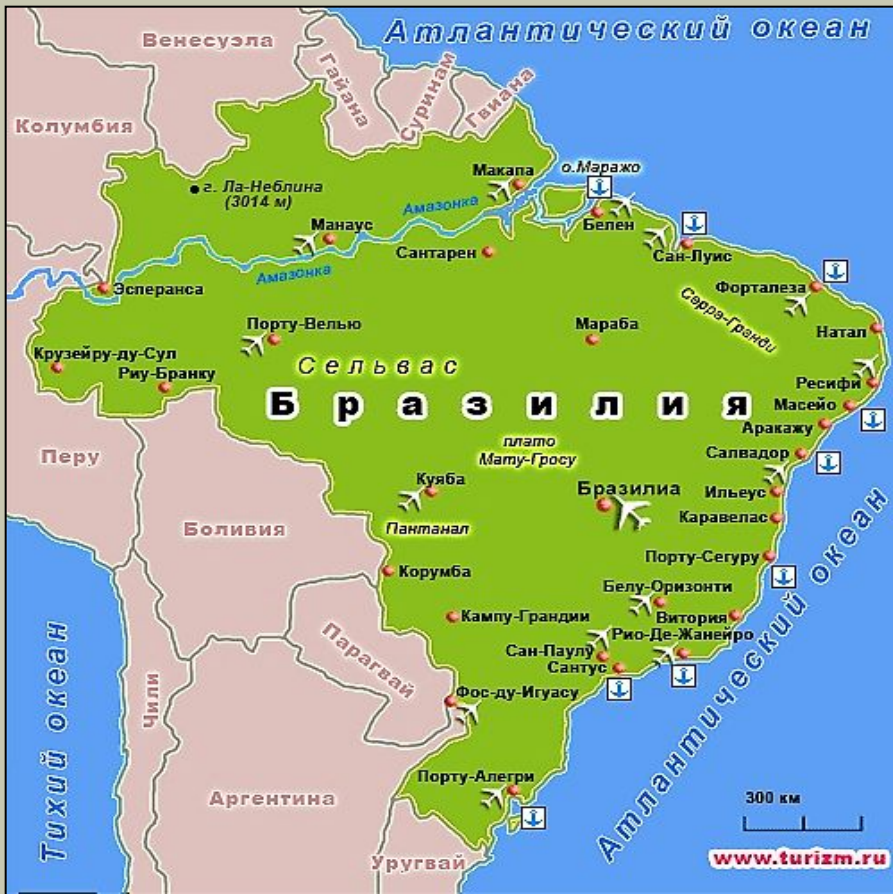 Атлантический океан
Венесуэла
Гайана
Суринам
Гвиана
Колумбия
г. Ла-Неблина
(3014 м)
Макапа
о.Маражо
Амазонка
Манаус
Белен
Сантарен
Сан-Луис
Амазонка
Эсперанса
Форталеза
Сэрра-Гранди
Порту-Велью
Мараба
Натал
Крузейру-ду-Сул
Сельвас
Риу-Бранку
Ресифи
Бразилия
Масейо
Аракажу
плато
Мату-Гросу
Перу
Салвадор
Куяба
Бразилиа
Ильеус
Пантанал
Каравелас
Боливия
Порту-Сегуру
Корумба
Белу-Оризонти
Кампу-Грандии
Витория
Рио-Де-Жанейро
Парагвай
Сан-Паулу
Сантус
Чили
Фос-ду-Игуасу
Тихий океан
Атлантический океан
Порту-Алегри
Аргентина
300 км
Уругвай
www.turizm.ru